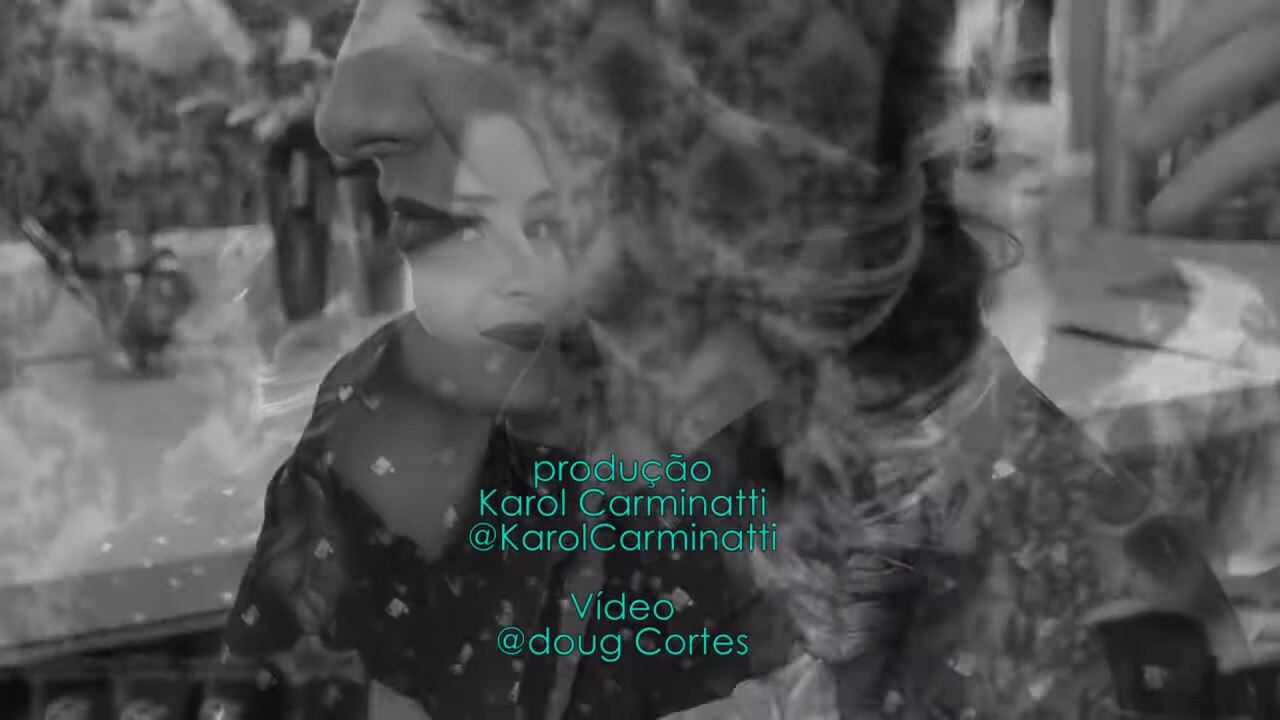 produção
Karol Carminatti
@KarolCarminatti
Vídeo
@doug Cortes